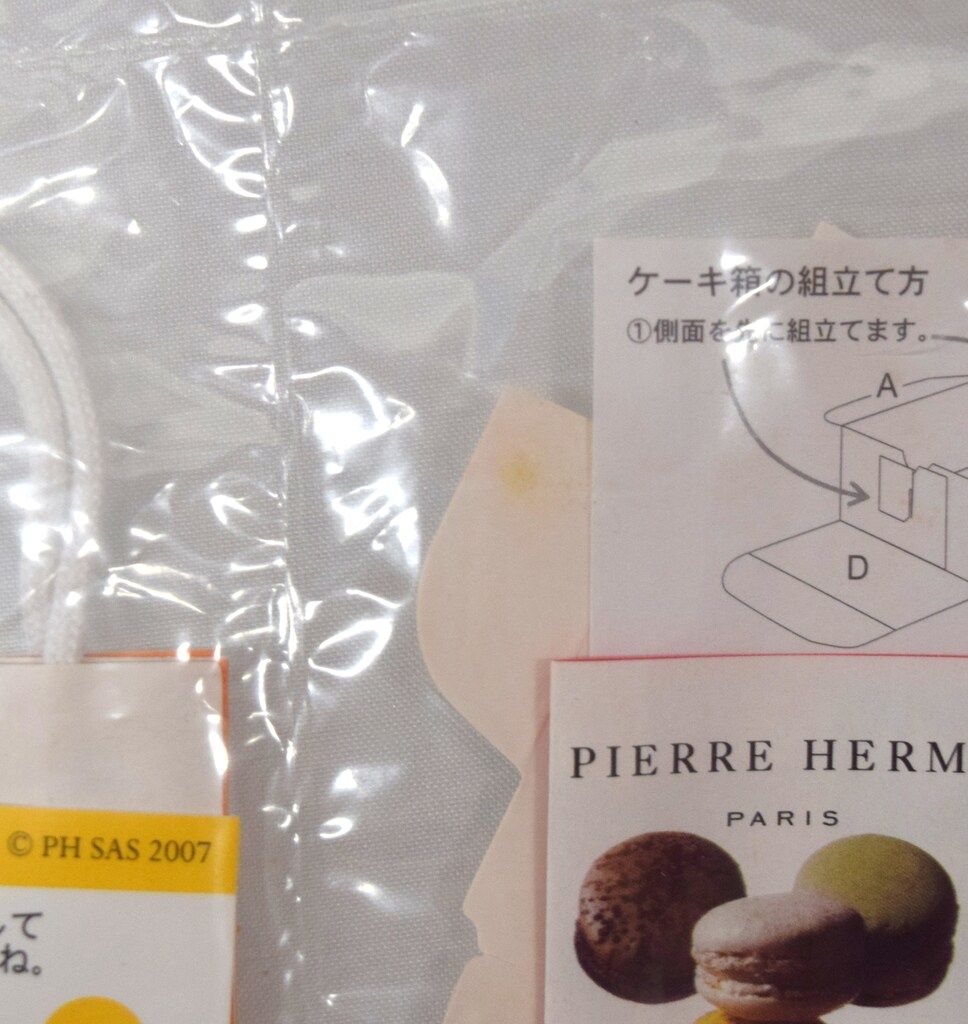 ケーキ箱の組立て方
①側面を先に組立てます。
A
D
PIERRE HERM
PARIS
© PH SAS 2007
して
ね。